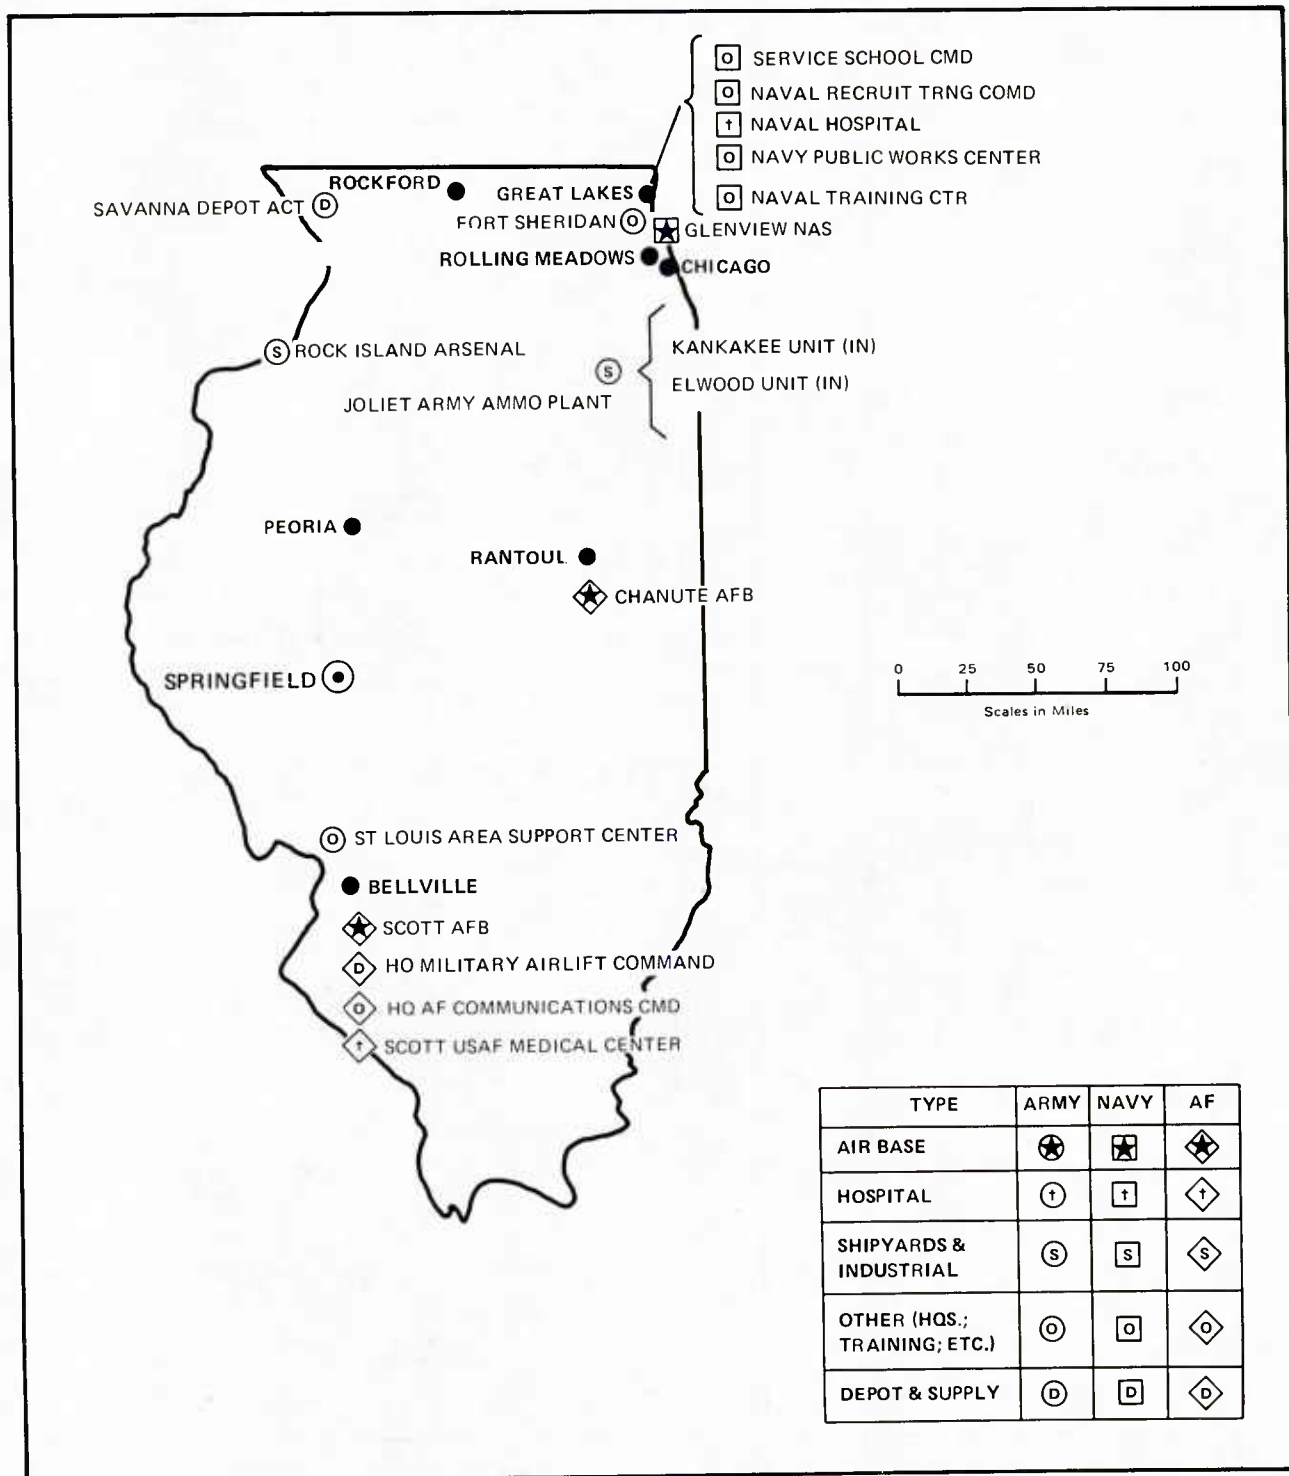 O SERVICE SCHOOL CMD
O NAVAL RECRUIT TRNG COMD
† NAVAL HOSPITAL
O NAVY PUBLIC WORKS CENTER
O NAVAL TRAINING CTR
ROCKFORD
GREAT LAKES
SAVANNA DEPOT ACT D
FORT SHERIDAN O
GLENVIEW NAS
ROLLING MEADOWS
CHICAGO
S ROCK ISLAND ARSENAL
KANKAKEE UNIT (IN)
S
ELWOOD UNIT (IN)
JOLIET ARMY AMMO PLANT
PEORIA
RANTOUL
CHANUTE AFB
SPRINGFIELD
0 25 50 75 100
Scales in Miles
O ST LOUIS AREA SUPPORT CENTER
BELLVILLE
SCOTT AFB
D HO MILITARY AIRLIFT COMMAND
O HQ AF COMMUNICATIONS CMD
† SCOTT USAF MEDICAL CENTER
TYPE ARMY NAVY AF
AIR BASE
HOSPITAL † † †
SHIPYARDS &
INDUSTRIAL S S S
OTHER (HQS.;
TRAINING; ETC.) O O O
DEPOT & SUPPLY D D D